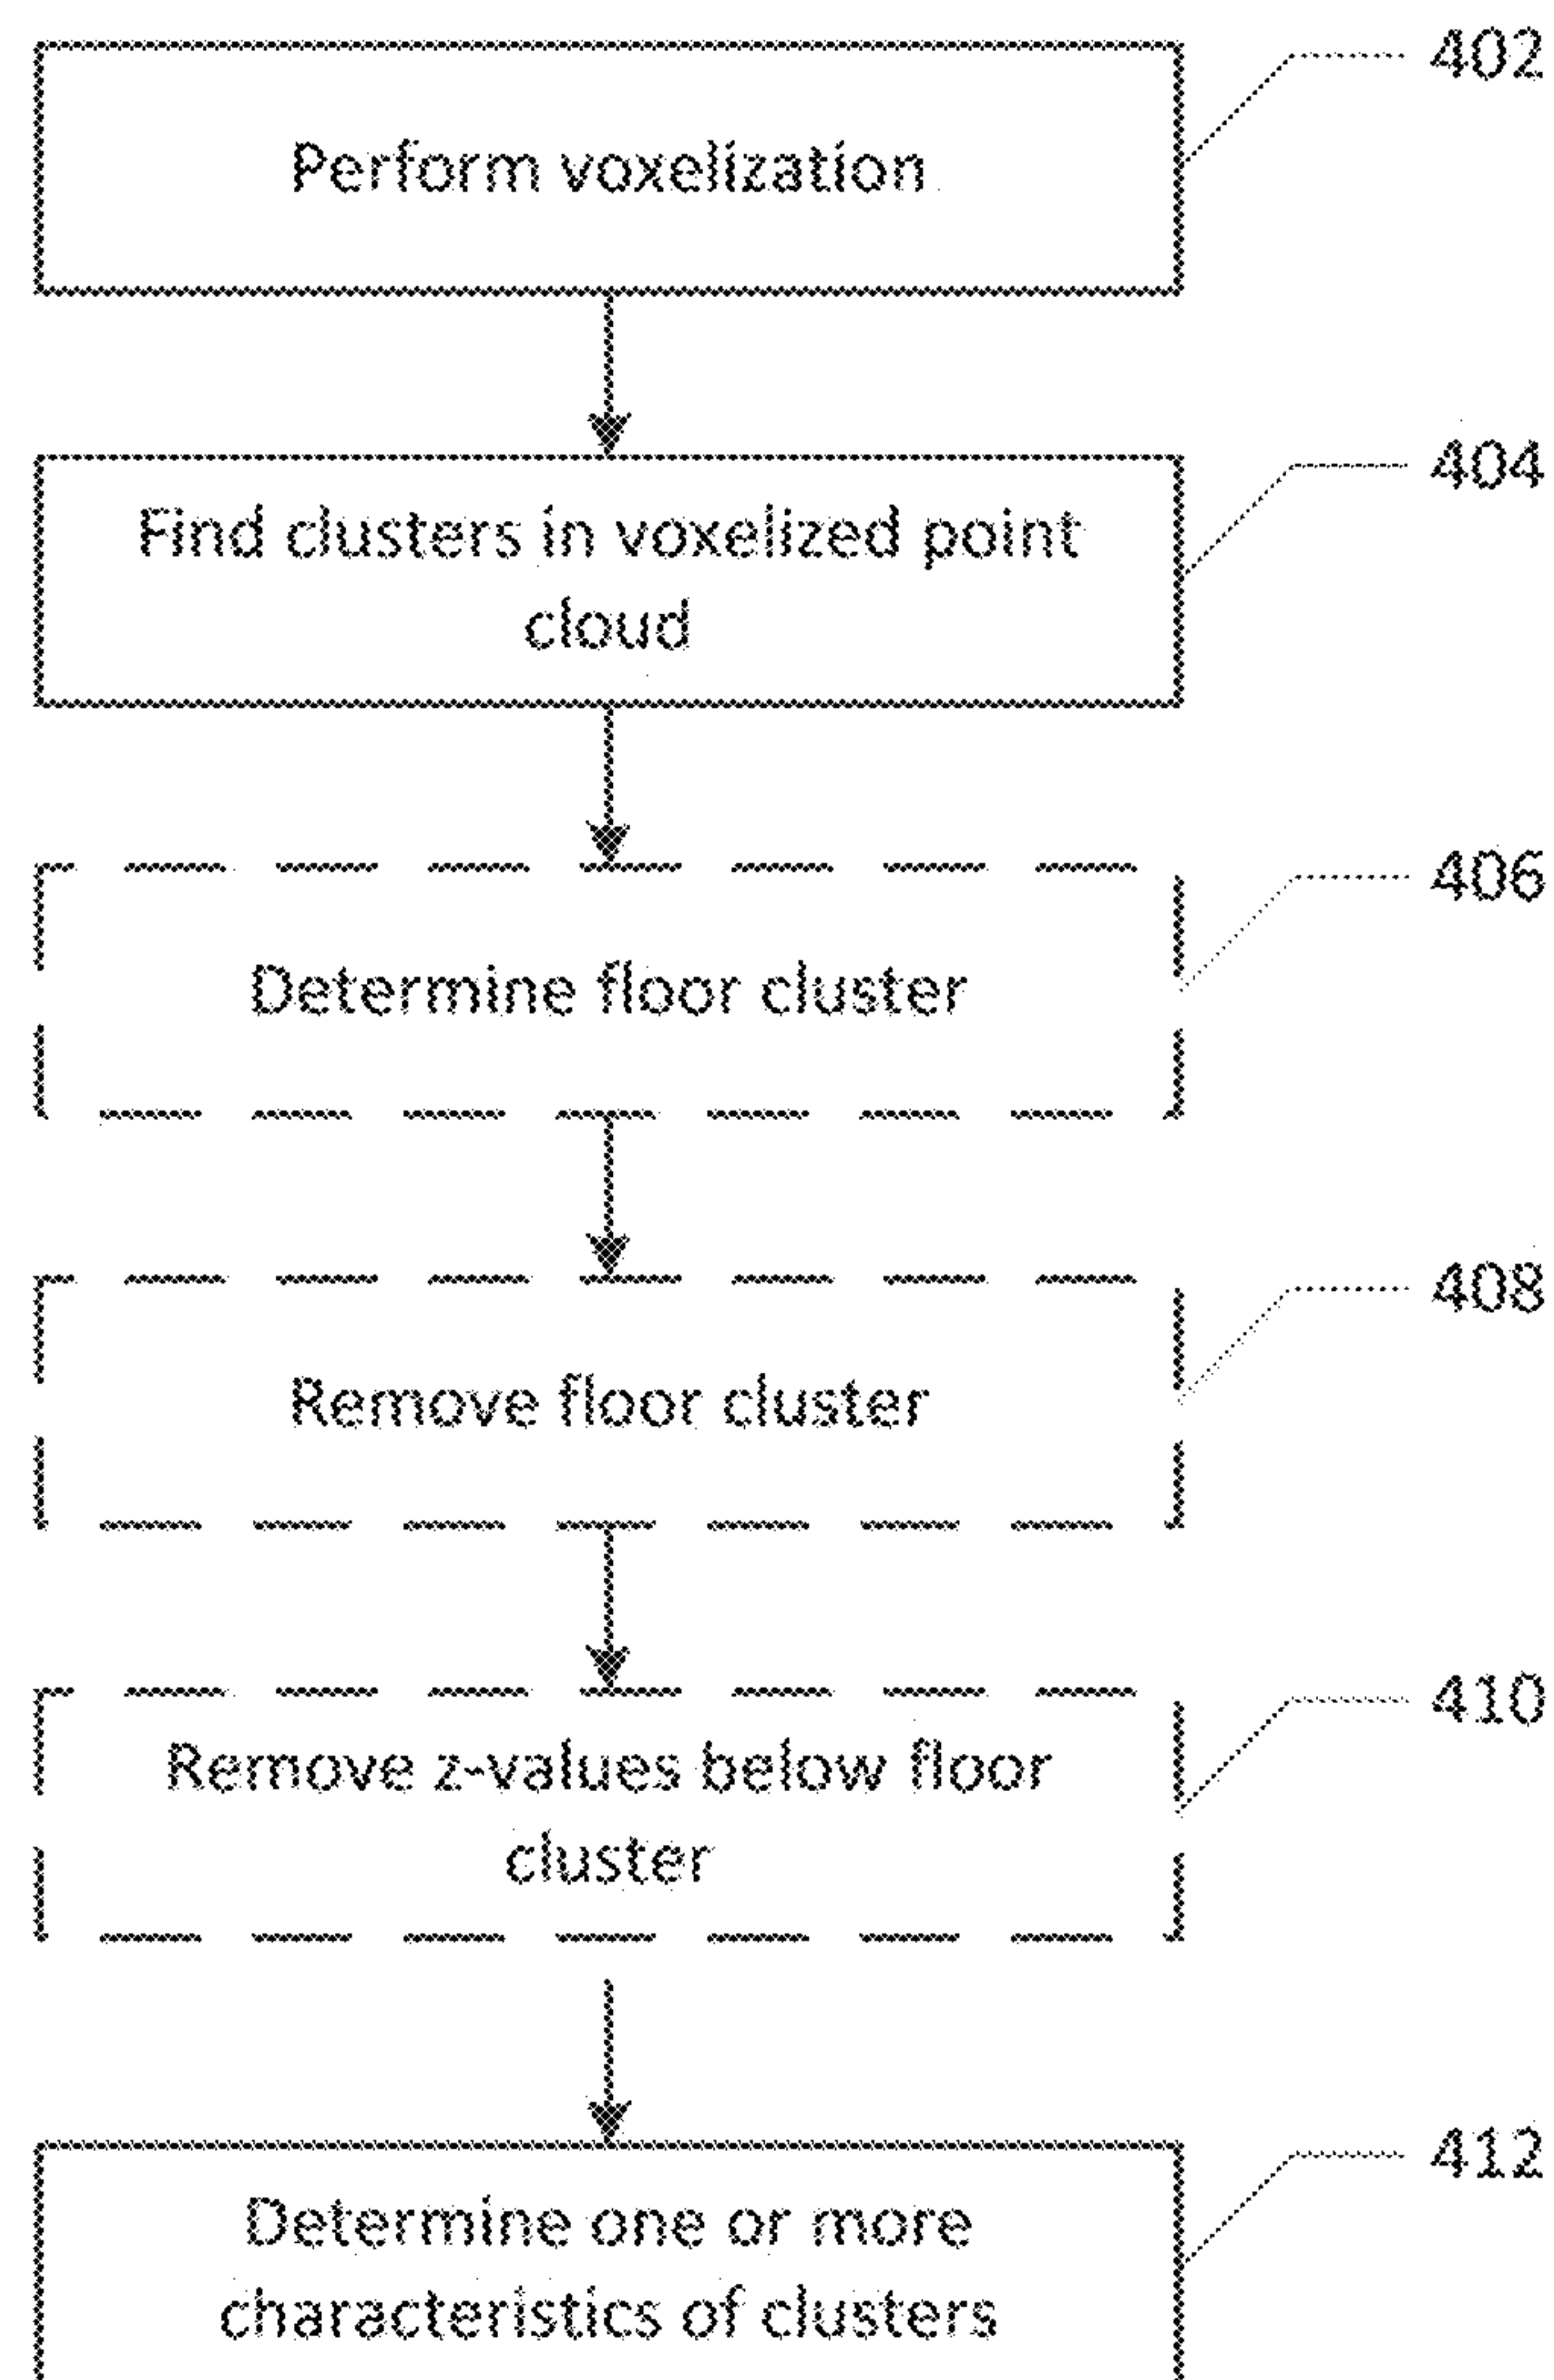 402
Perform voxelization
404
Find clusters in voxelized point
cloud
406
Determine floor cluster
408
Remove floor cluster
410
Remove z-values below floor
cluster
412
Determine one or more
characteristics of clusters